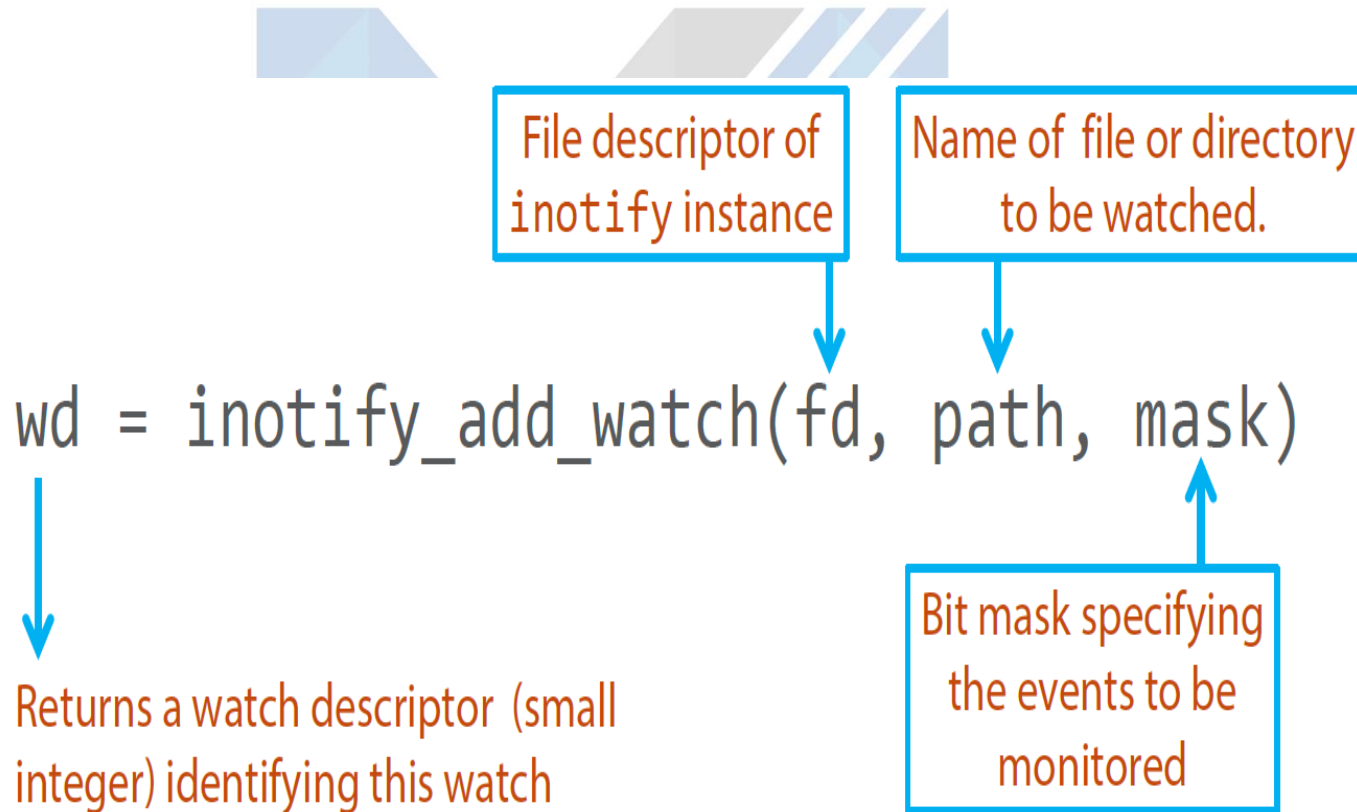 File descriptor of
inotify instance
Name of file or directory
to be watched.
wd = inotify_add_watch(fd, path, mask)
Returns a watch descriptor (small
integer) identifying this watch
Bit mask specifying
the events to be
monitored